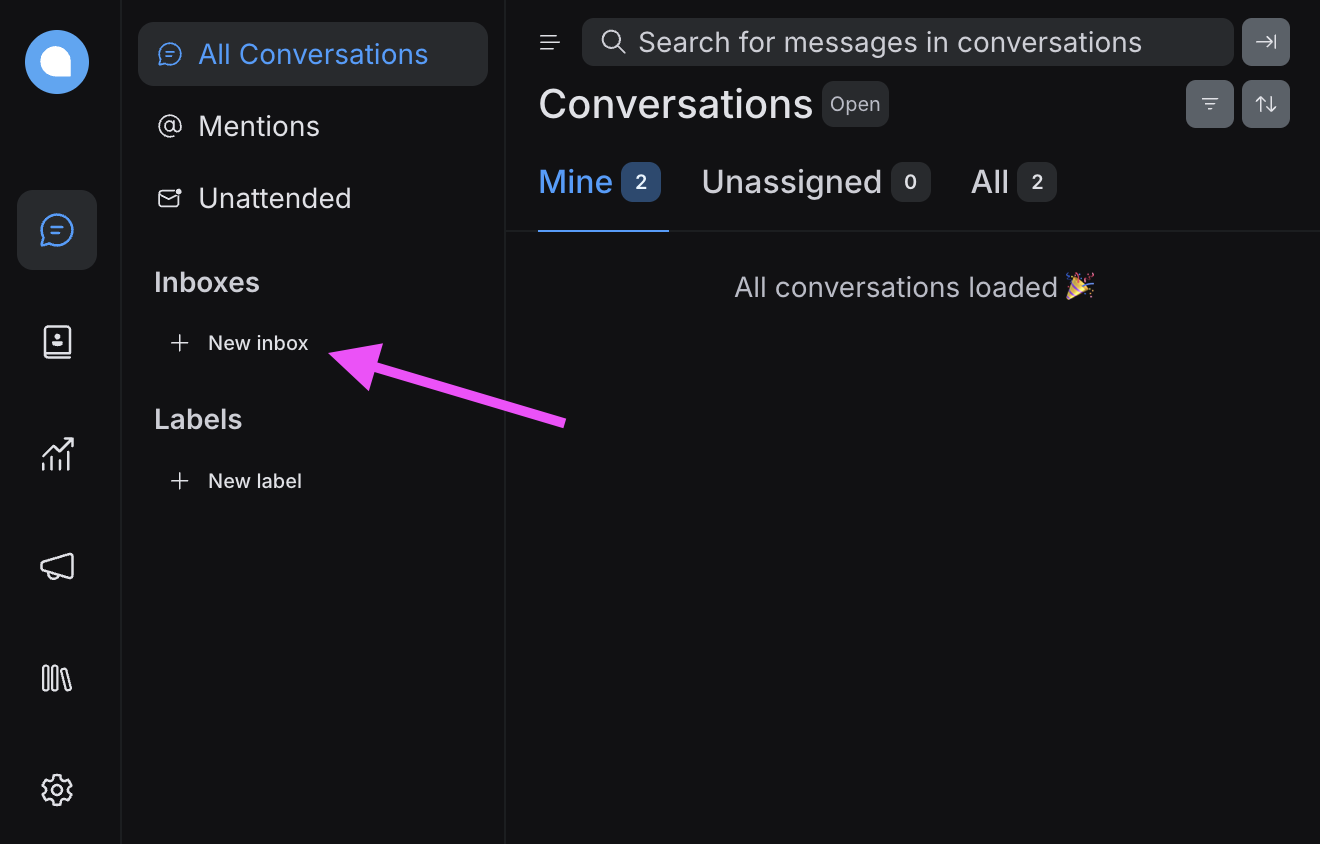 All Conversations
Mentions
Unattended
Inboxes
New inbox
Labels
New label
Search for messages in conversations
Conversations Open
Mine 2 Unassigned 0 All 2
All conversations loaded 🎉